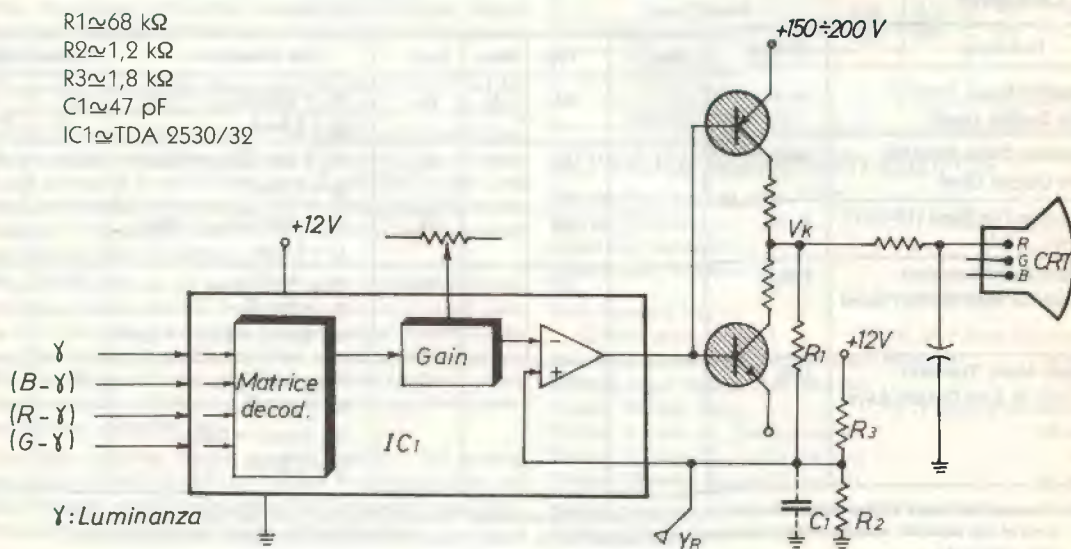 R1≃68 kΩ
R2≃1,2 kΩ
R3≃1,8 kΩ
C1≃47 pF
IC1≃TDA 2530/32
+150÷200 V
+12V
VK
R
G
B
CRT
γ
(B-γ)
(R-γ)
(G-γ)
Matrice
decod.
Gain
-
+
IC1
R1
+12V
R3
C1
R2
γ:Luminanza